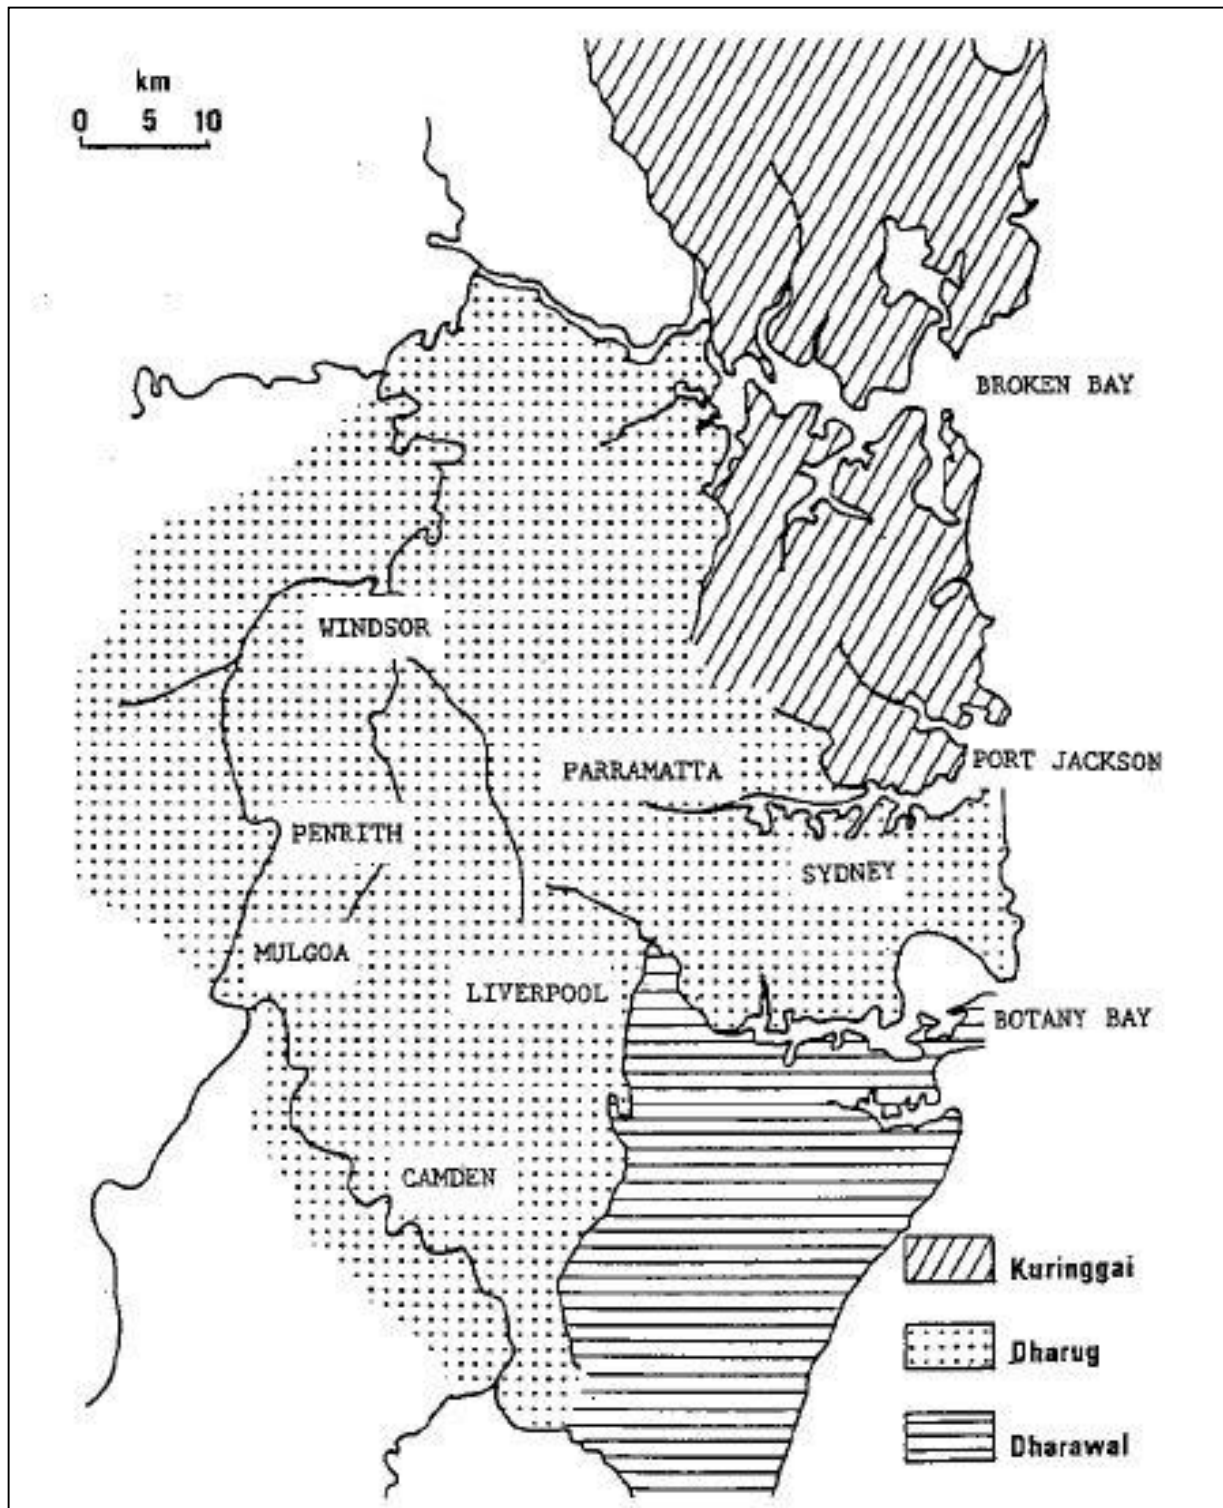 km
0 5 10
BROKEN BAY
WINDSOR
PARRAMATTA
PORT JACKSON
PENRITH
SYDNEY
MULGOA
LIVERPOOL
BOTANY BAY
CAMDEN
Kuringgai
Dharug
Dharawal